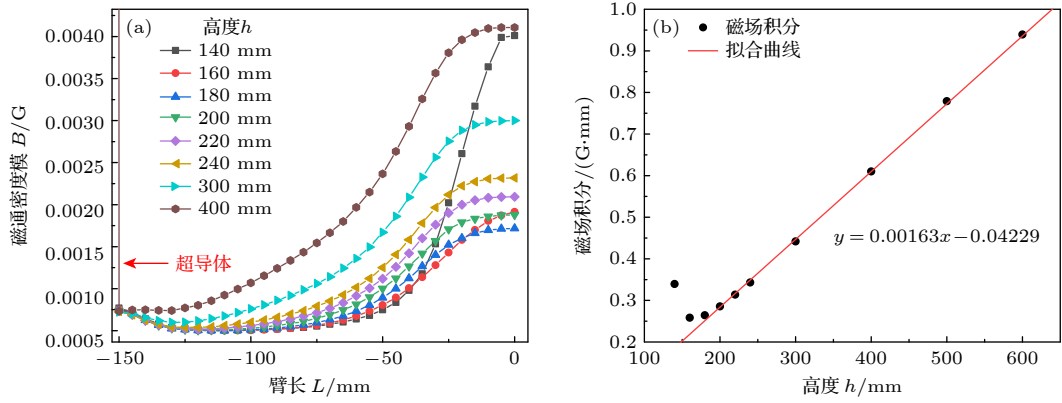 (a)
高度h
140 mm
160 mm
180 mm
200 mm
220 mm
240 mm
300 mm
400 mm
超导体
0.0040
0.0030
0.0025
0.0015
0.0010
0.0005
磁通密度模 B/G
−150
−100
−50
0
臂长 L/mm
(b)
磁场积分
拟合曲线
y = 0.00163x−0.04229
1.0
0.9
0.8
0.7
0.6
0.5
0.4
0.3
0.2
磁场积分/(G·mm)
100
200
300
400
500
600
高度 h/mm